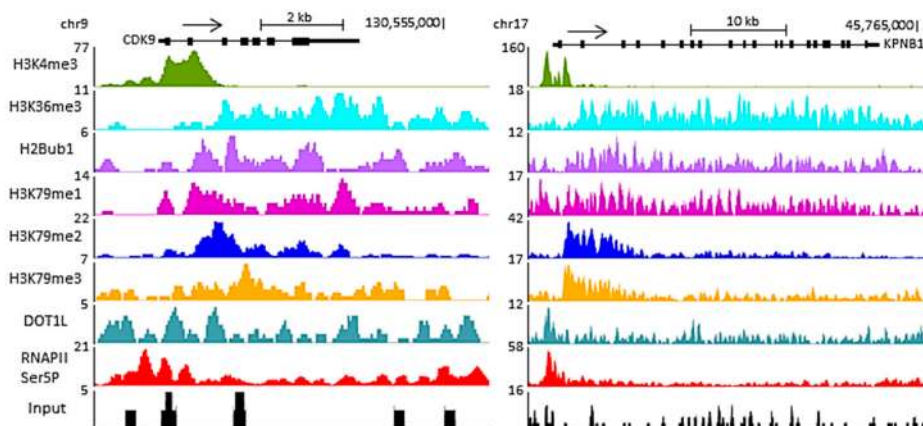 chr9 2 kb 130,555,000 chr17 10 kb 45,765,000
CDK9 KPNB1
77 160
H3K4me3
11 18
H3K36me3
6 12
H2Bub1
14 17
H3K79me1
22 42
H3K79me2
7 17
H3K79me3
5 12
DOT1L
21 58
RNAPII
Ser5P
5 16
Input